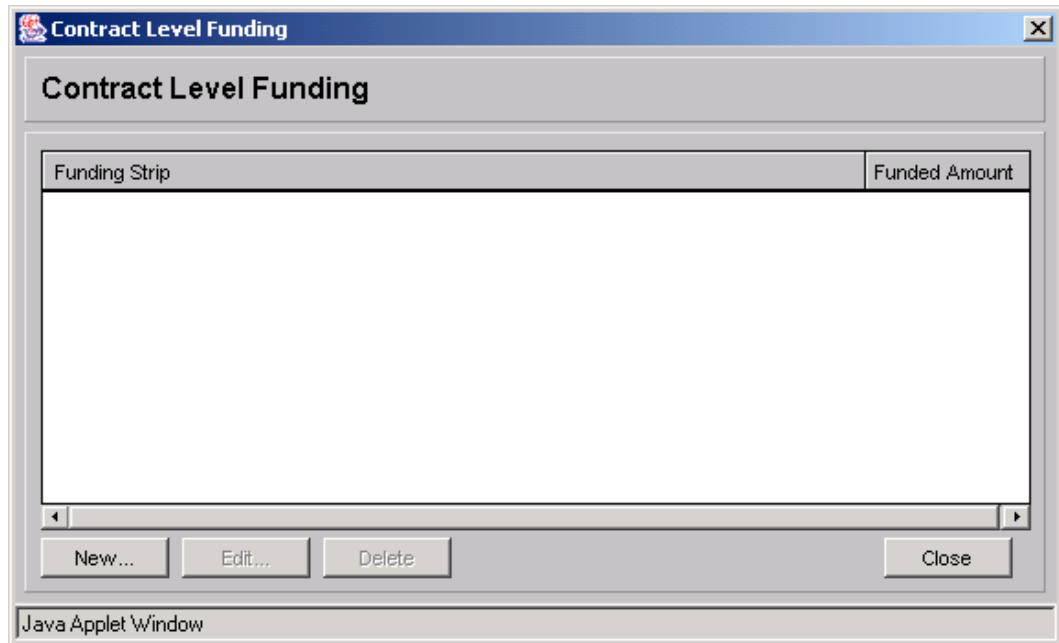 Contract Level Funding
Contract Level Funding
Funding Strip Funded Amount
New... Edit... Delete Close
Java Applet Window